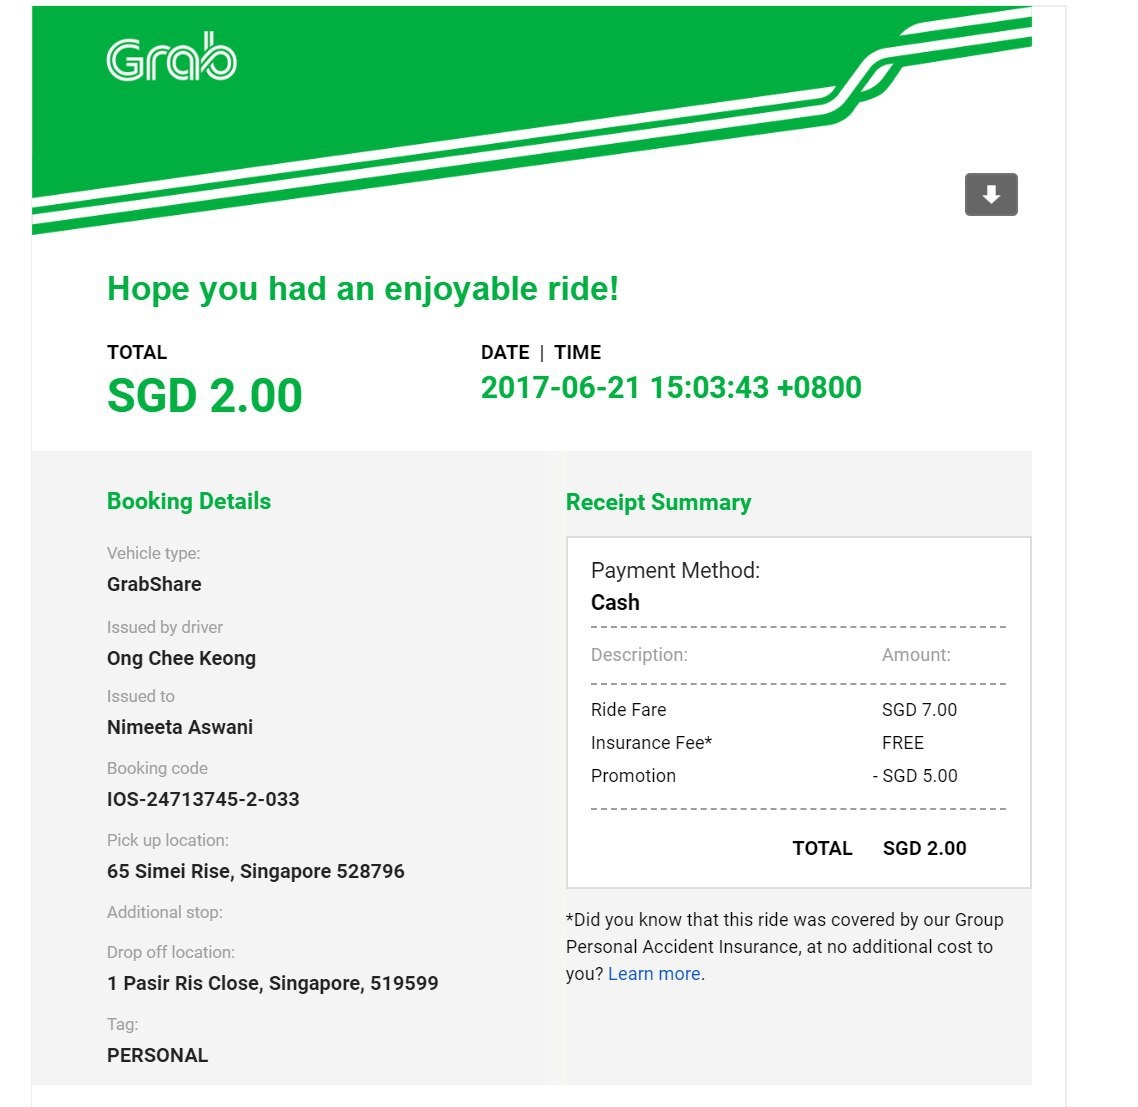 Grab
Hope you had an enjoyable ride!
TOTAL
SGD 2.00
DATE | TIME
2017-06-21 15:03:43 +0800
Booking Details
Vehicle type:
GrabShare
Issued by driver
Ong Chee Keong
Issued to
Nimeeta Aswani
Booking code
IOS-24713745-2-033
Pick up location:
65 Simei Rise, Singapore 528796
Additional stop:
Drop off location:
1 Pasir Ris Close, Singapore, 519599
Tag:
PERSONAL
Receipt Summary
Payment Method:
Cash
Description: Amount:
Ride Fare SGD 7.00
Insurance Fee* FREE
Promotion - SGD 5.00
TOTAL SGD 2.00
*Did you know that this ride was covered by our Group
Personal Accident Insurance, at no additional cost to
you? Learn more.